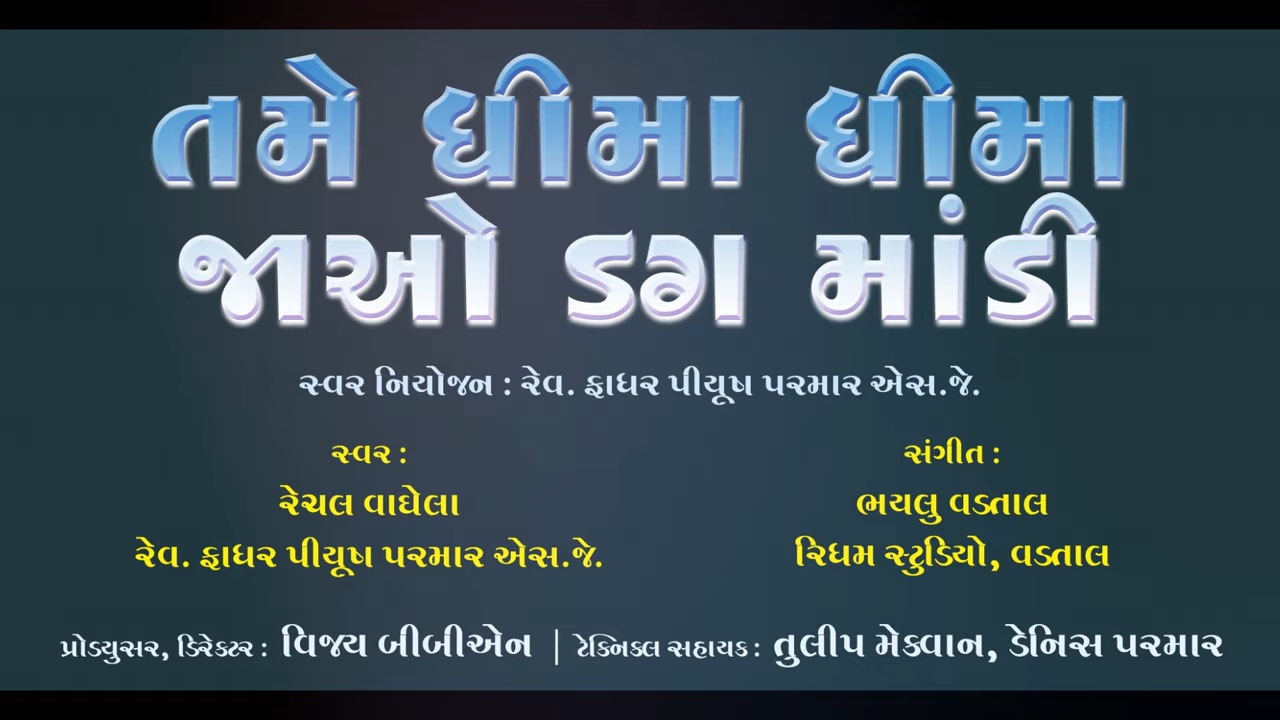 તમે ધીમા ધીમા
જાઓ ડગ માંડી
સ્વર નિયોજન : રેવ. ફાધર પીયૂષ પરમાર એસ.જે.
સ્વર :
રેચલ વાઘેલા
રેવ. ફાધર પીયૂષ પરમાર એસ.જે.
સંગીત :
ભયલુ વડતાલ
રિધમ સ્ટુડિયો, વડતાલ
પ્રોડયુસર, ડિરેક્ટર : વિજય બીબીએન | ટેક્નિકલ સહાયક : તુલીપ મેક્વાન, ડેનિસ પરમાર